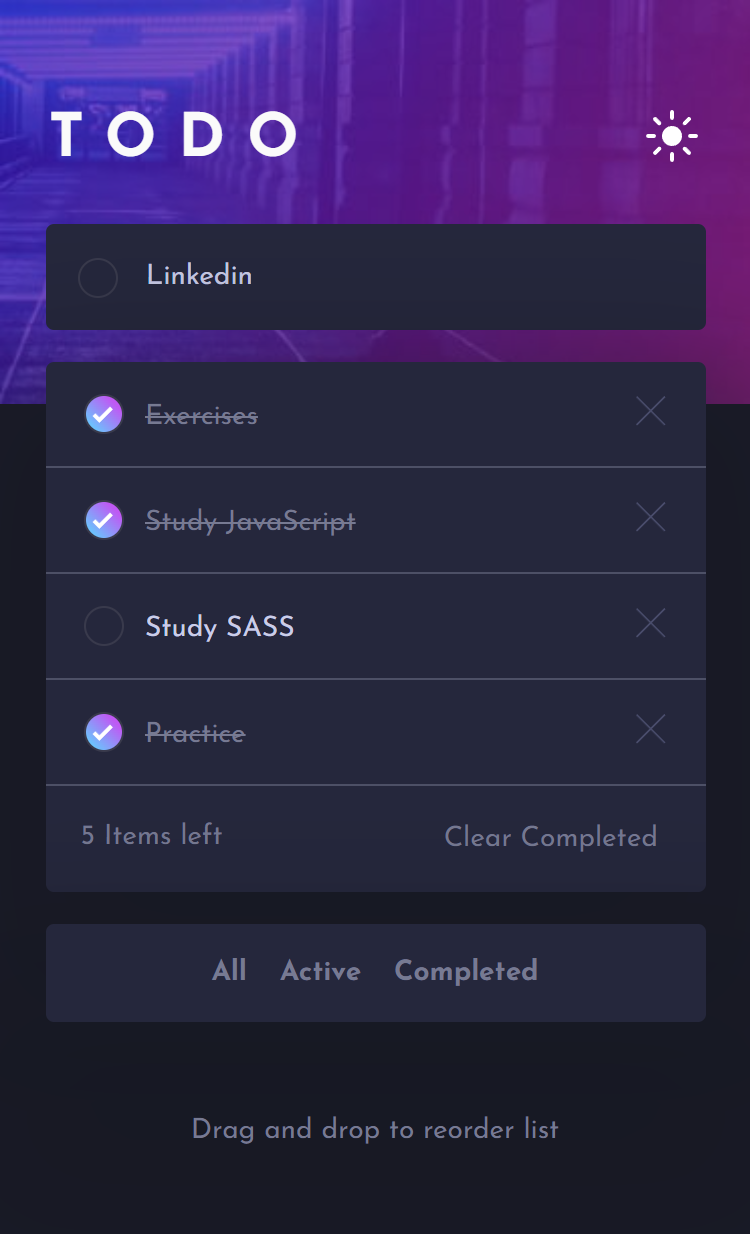 TODO
Linkedin
Exercises
Study JavaScript
Study SASS
Practice
5 Items left Clear Completed
All Active Completed
Drag and drop to reorder list